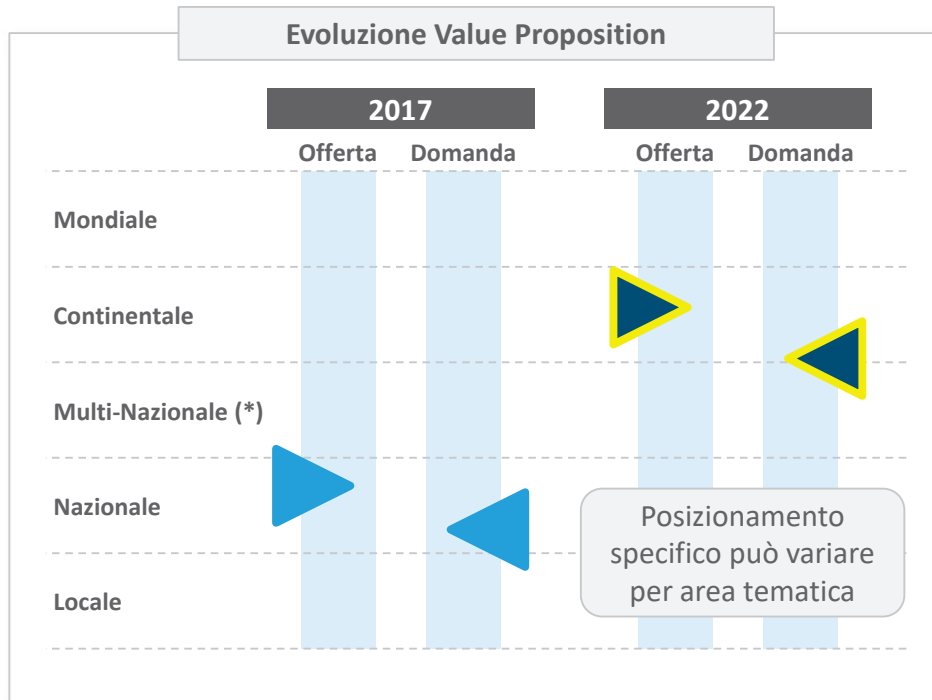 Evoluzione Value Proposition
2017
2022
Offerta
Domanda
Offerta
Domanda
Mondiale
Continentale
Multi-Nazionale (*)
Nazionale
Locale
Posizionamento
specifico può variare
per area tematica